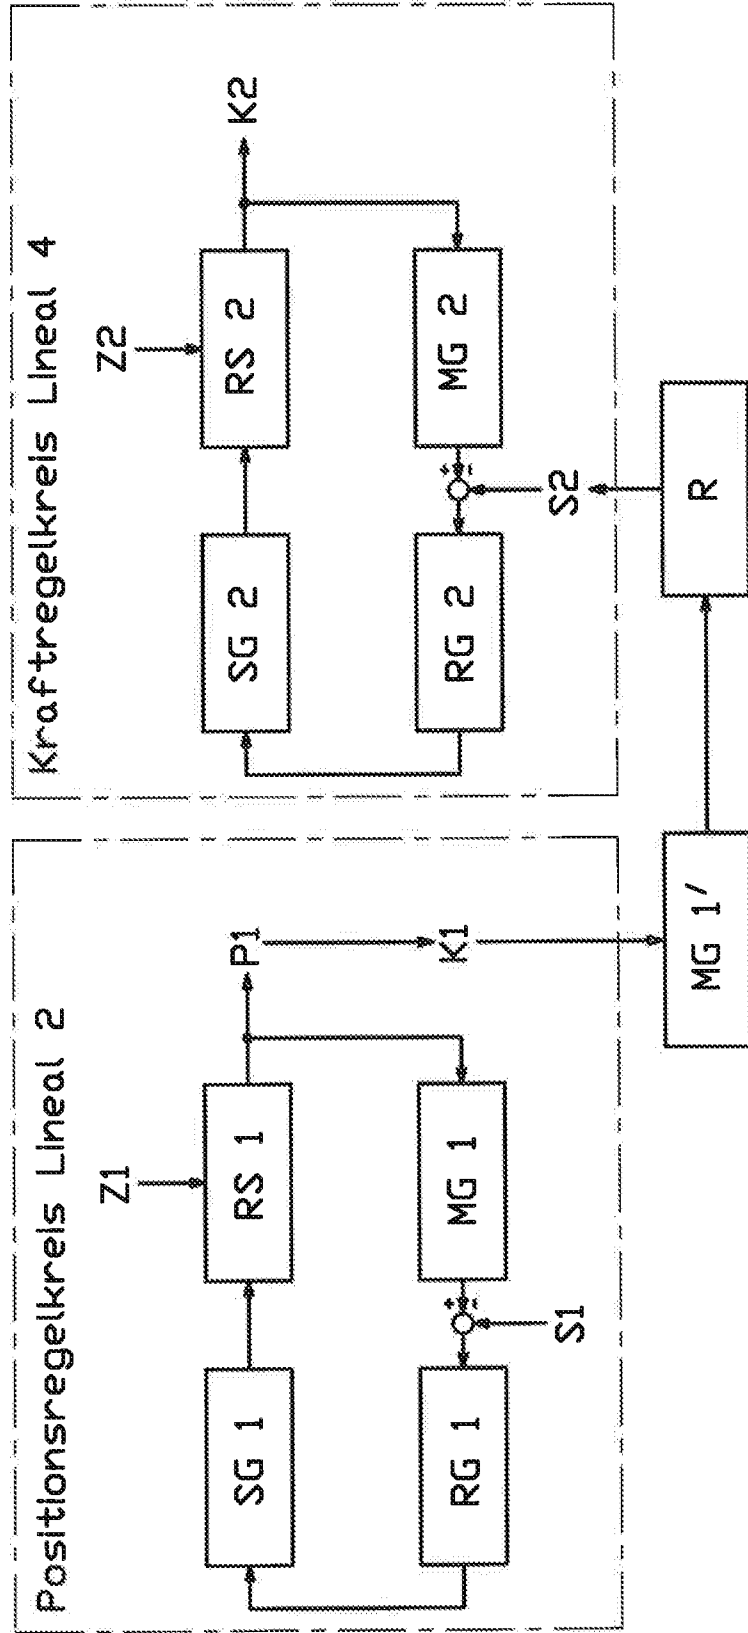 Positionsregelkreis Lineal 2
Z1
SG 1
RS 1
P1
RG 1
+
-
MG 1
K1
S1
MG 1'
Kraftregelkreis Lineal 4
Z2
SG 2
RS 2
K2
RG 2
+
-
MG 2
S2
R